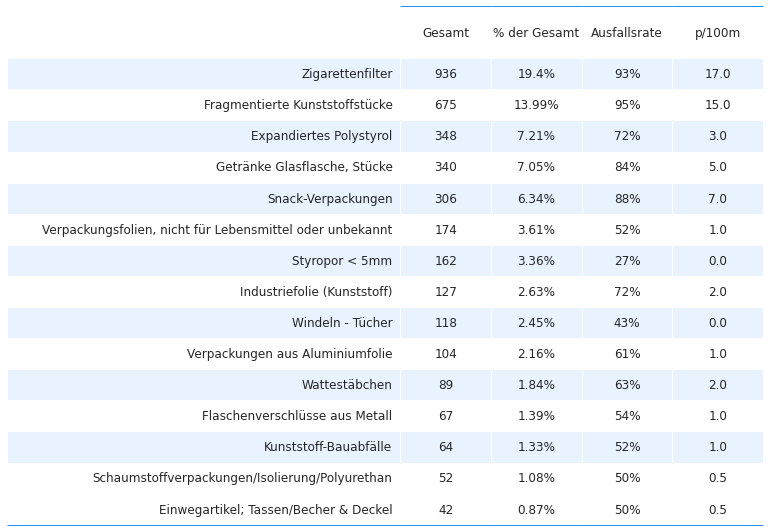 Gesamt % der Gesamt Ausfallsrate p/100m
Zigarettenfilter 936 19.4% 93% 17.0
Fragmentierte Kunststoffstücke 675 13.99% 95% 15.0
Expandiertes Polystyrol 348 7.21% 72% 3.0
Getränke Glasflasche, Stücke 340 7.05% 84% 5.0
Snack-Verpackungen 306 6.34% 88% 7.0
Verpackungsfolien, nicht für Lebensmittel oder unbekannt 174 3.61% 52% 1.0
Styropor < 5mm 162 3.36% 27% 0.0
Industriefolie (Kunststoff) 127 2.63% 72% 2.0
Windeln - Tücher 118 2.45% 43% 0.0
Verpackungen aus Aluminiumfolie 104 2.16% 61% 1.0
Wattestäbchen 89 1.84% 63% 2.0
Flaschenverschlüsse aus Metall 67 1.39% 54% 1.0
Kunststoff-Bauabfälle 64 1.33% 52% 1.0
Schaumstoffverpackungen/Isolierung/Polyurethan 52 1.08% 50% 0.5
Einwegartikel; Tassen/Becher & Deckel 42 0.87% 50% 0.5